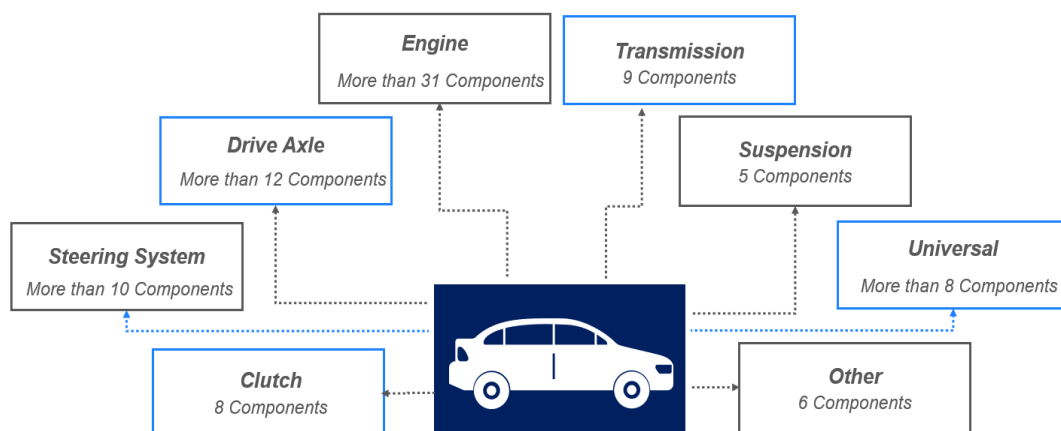 Engine
More than 31 Components
Transmission
9 Components
Drive Axle
More than 12 Components
Suspension
5 Components
Steering System
More than 10 Components
Universal
More than 8 Components
Clutch
8 Components
Other
6 Components